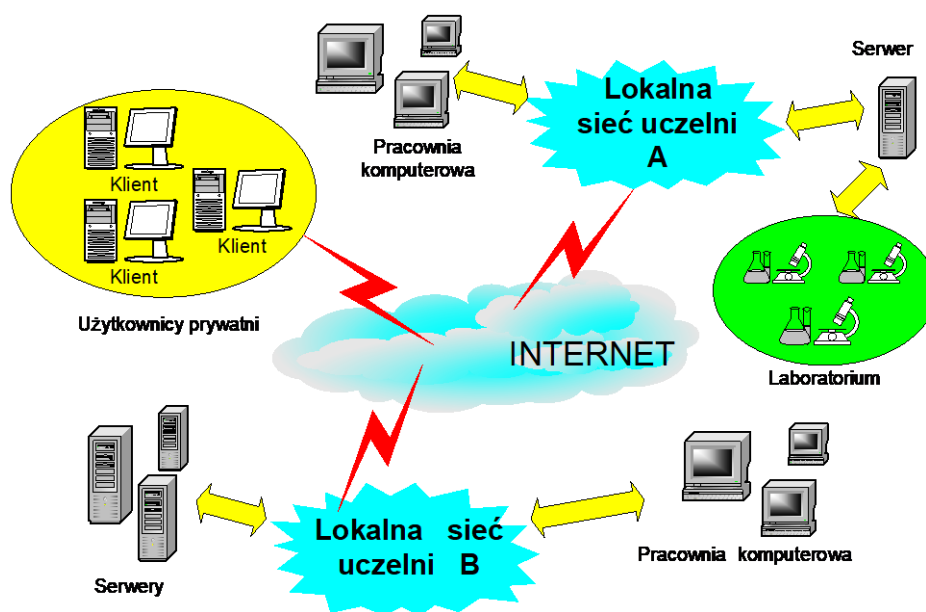 Serwer
Lokalna
sieć uczelni
A
Pracownia
komputerowa
Klient
Klient
Klient
Użytkownicy prywatni
INTERNET
Laboratorium
Lokalna sieć
uczelni B
Pracownia komputerowa
Serwery